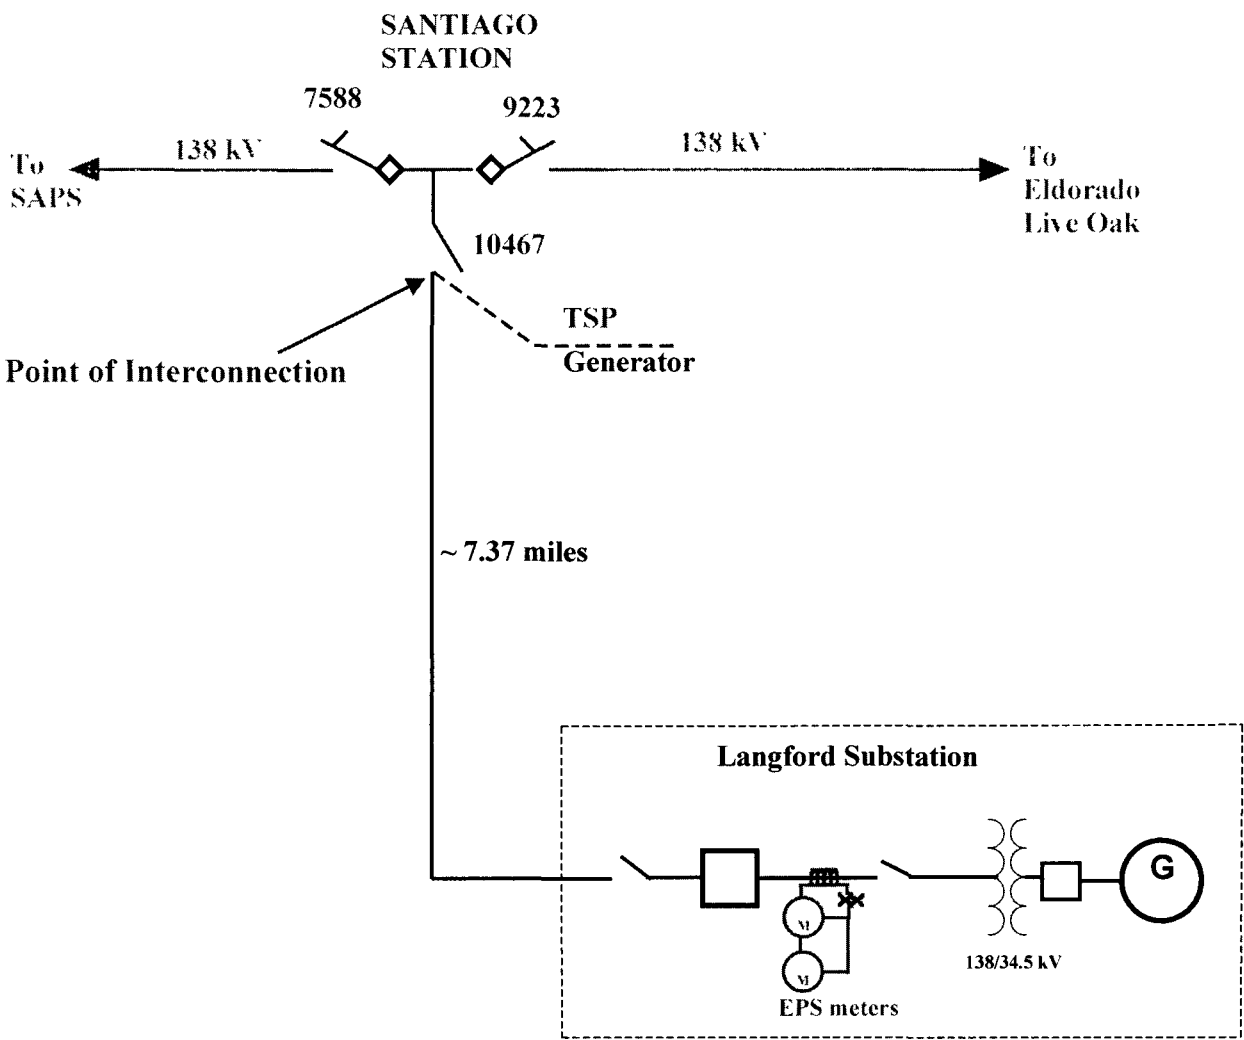 SANTIAGO
STATION
7588
9223
138 kV
138 kV
To
SAPS
To
Eldorado
Live Oak
10467
TSP
Generator
Point of Interconnection
~ 7.37 miles
Langford Substation
G
M
M
138/34.5 kV
EPS meters